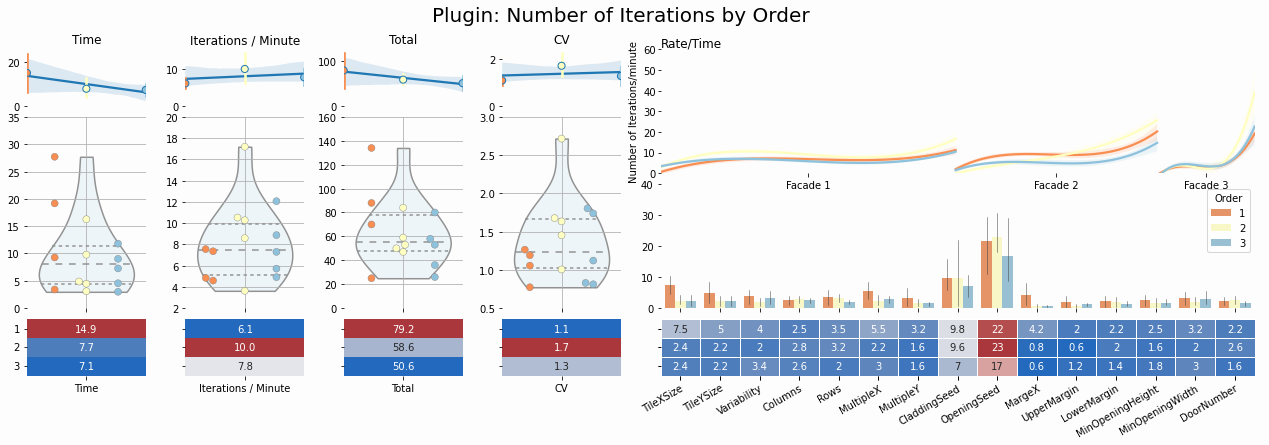 Plugin: Number of Iterations by Order
Time
Iterations / Minute
Total
CV
Rate/Time
20
0
10
0
100
0
2
0
60
50
40
30
20
10
0
Number of Iterations/minute
Facade 1
Facade 2
Facade 3
35
30
25
20
15
10
5
0
20
18
16
14
12
10
8
6
4
2
160
140
120
100
80
60
40
20
0
3.0
2.5
2.0
1.5
1.0
0.5
40
30
20
10
0
Order
1
2
3
1
2
3
14.9
7.7
7.1
Time
6.1
10.0
7.8
Iterations / Minute
79.2
58.6
50.6
Total
1.1
1.7
1.3
CV
7.5 5 4 2.5 3.5 5.5 3.2 9.8 22 4.2 2 2.2 2.5 3.2 2.2
2.4 2.2 2 2.8 3.2 2.2 1.6 9.6 23 0.8 0.6 2 1.6 2 2.6
2.4 2.2 3.4 2.6 2 3 1.6 7 17 0.6 1.2 1.4 1.8 3 1.6
TileXSize
TileYSize
Variability
Columns
Rows
MultipleX
MultipleY
CladdingSeed
OpeningSeed
MargeX
UpperMargin
LowerMargin
MinOpeningHeight
MinOpeningWidth
DoorNumber